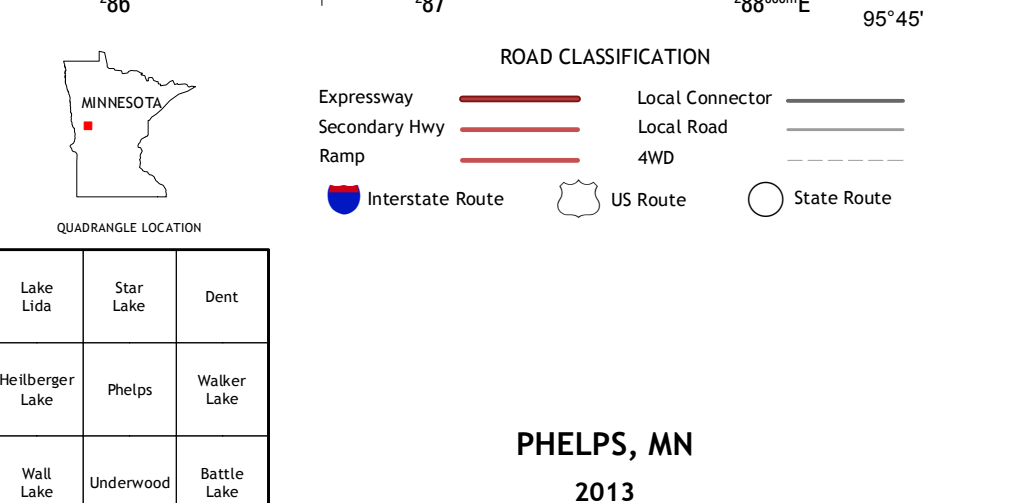 ²86
²87
²88⁰⁰⁰ᵐE
95°45'
ROAD CLASSIFICATION
Expressway
Secondary Hwy
Ramp
Local Connector
Local Road
4WD
Interstate Route
US Route
State Route
MINNESOTA
QUADRANGLE LOCATION
Lake
Lida
Star
Lake
Dent
Heilberger
Lake
Phelps
Walker
Lake
Wall
Lake
Underwood
Battle
Lake
PHELPS, MN
2013